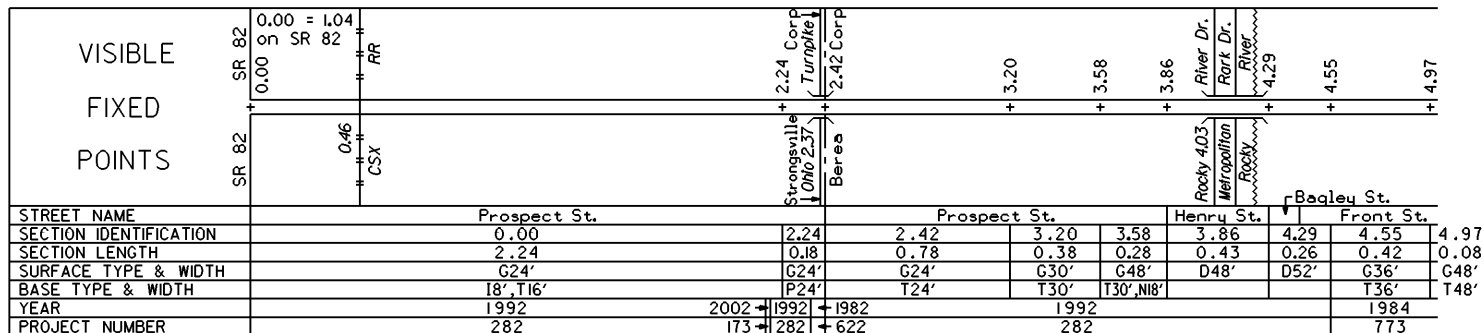 VISIBLE
FIXED
POINTS
SR 82
SR 82
0.00 = 1.04
on SR 82
0.00
RR
0.46
CSX
2.24 Corp
Turnpike
2.42 Corp
Strongsville
Ohio 2.37
Berea
3.20
3.58
3.86
River Dr.
Rark Dr.
River
4.29
4.55
4.97
Rocky 4.03
Metropolitan
Rocky
Bagley St.
STREET NAME Prospect St. Prospect St. Henry St. Front St.
SECTION IDENTIFICATION 0.00 2.24 2.42 3.20 3.58 3.86 4.29 4.55 4.97
SECTION LENGTH 2.24 0.18 0.78 0.38 0.28 0.43 0.26 0.42 0.08
SURFACE TYPE & WIDTH G24' G24' G24' G30' G48' D48' D52' G36' G48'
BASE TYPE & WIDTH I8',T16' P24' T24' T30' T30',N18' T36' T48'
YEAR 1992 2002 1992 1982 1992 1984
PROJECT NUMBER 282 173 282 622 282 773